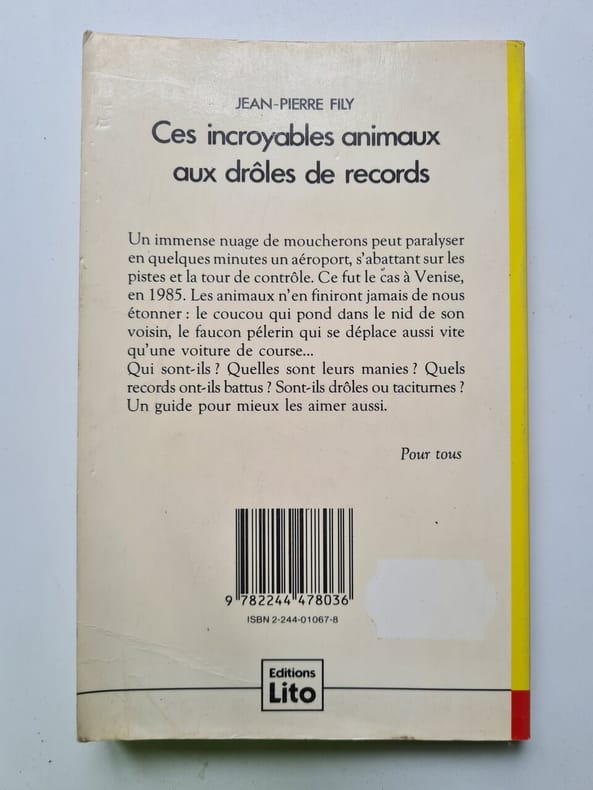 JEAN-PIERRE FILY
Ces incroyables animaux
aux drôles de records
Un immense nuage de moucherons peut paralyser
en quelques minutes un aéroport, s'abattant sur les
pistes et la tour de contrôle. Ce fut le cas à Venise,
en 1985. Les animaux n'en finiront jamais de nous
étonner : le coucou qui pond dans le nid de son
voisin, le faucon pélerin qui se déplace aussi vite
qu'une voiture de course...
Qui sont-ils ? Quelles sont leurs manies ? Quels
records ont-ils battus ? Sont-ils drôles ou taciturnes ?
Un guide pour mieux les aimer aussi.
Pour tous
9 782244 478036
ISBN 2-244-01067-8
Editions
Lito